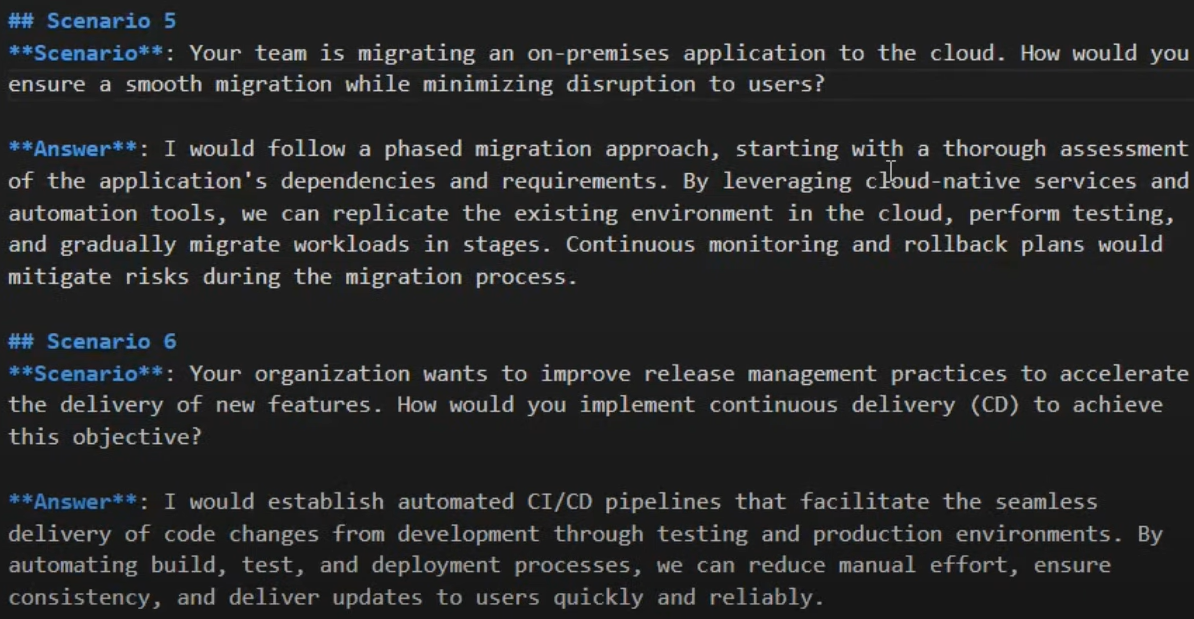 ## Scenario 5
**Scenario**: Your team is migrating an on-premises application to the cloud. How would you
ensure a smooth migration while minimizing disruption to users?
**Answer**: I would follow a phased migration approach, starting with a thorough assessment
of the application's dependencies and requirements. By leveraging cloud-native services and
automation tools, we can replicate the existing environment in the cloud, perform testing,
and gradually migrate workloads in stages. Continuous monitoring and rollback plans would
mitigate risks during the migration process.
## Scenario 6
**Scenario**: Your organization wants to improve release management practices to accelerate
the delivery of new features. How would you implement continuous delivery (CD) to achieve
this objective?
**Answer**: I would establish automated CI/CD pipelines that facilitate the seamless
delivery of code changes from development through testing and production environments. By
automating build, test, and deployment processes, we can reduce manual effort, ensure
consistency, and deliver updates to users quickly and reliably.